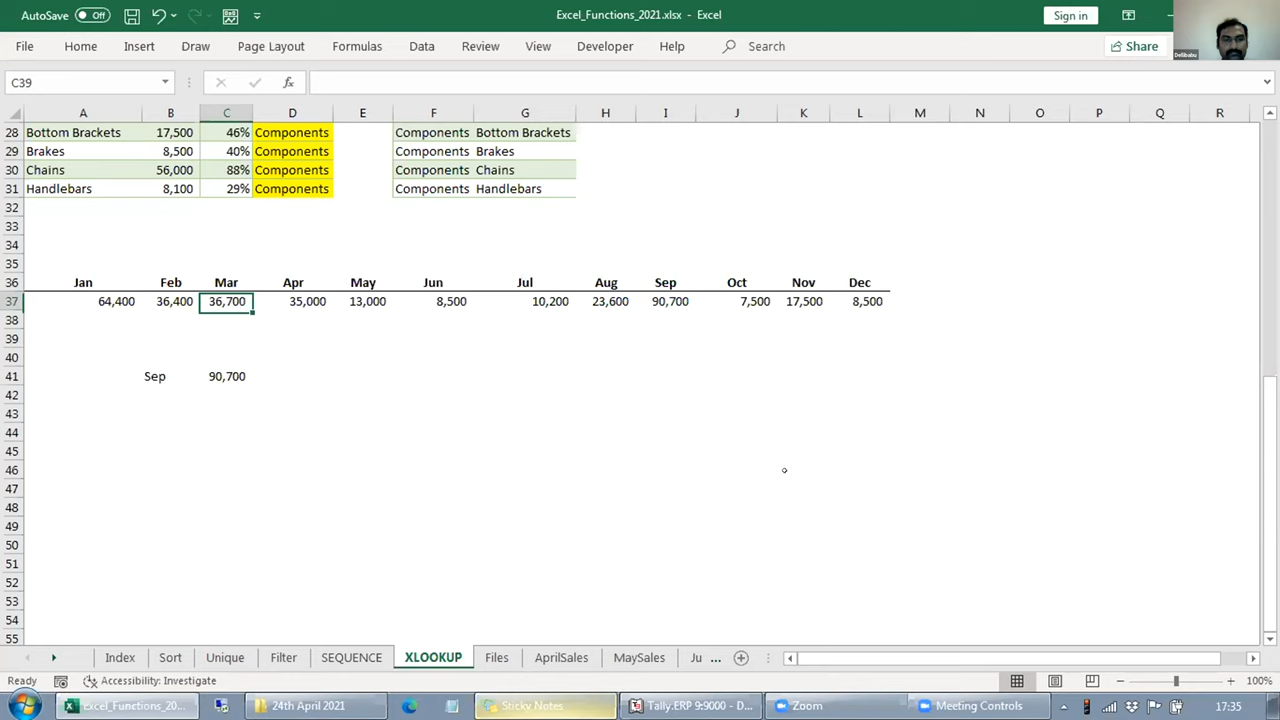 AutoSave Off Excel_Functions_2021.xlsx - Excel Sign in
Dellibabu
File Home Insert Draw Page Layout Formulas Data Review View Developer Help Search Share
C39 fx
A B C D E F G H I J K L M N O P Q R
28 Bottom Brackets 17,500 46% Components Components Bottom Brackets
29 Brakes 8,500 40% Components Components Brakes
30 Chains 56,000 88% Components Components Chains
31 Handlebars 8,100 29% Components Components Handlebars
32
33
34
35
36 Jan Feb Mar Apr May Jun Jul Aug Sep Oct Nov Dec
37 64,400 36,400 36,700 35,000 13,000 8,500 10,200 23,600 90,700 7,500 17,500 8,500
38
39
40
41 Sep 90,700
42
43
44
45
46
47
48
49
50
51
52
53
54
55
Index Sort Unique Filter SEQUENCE XLOOKUP Files AprilSales MaySales Ju ...
Ready Accessibility: Investigate 100%
Excel_Functions_20... 24th April 2021 Sticky Notes Tally.ERP 9:9000 - D... Zoom Meeting Controls 17:35